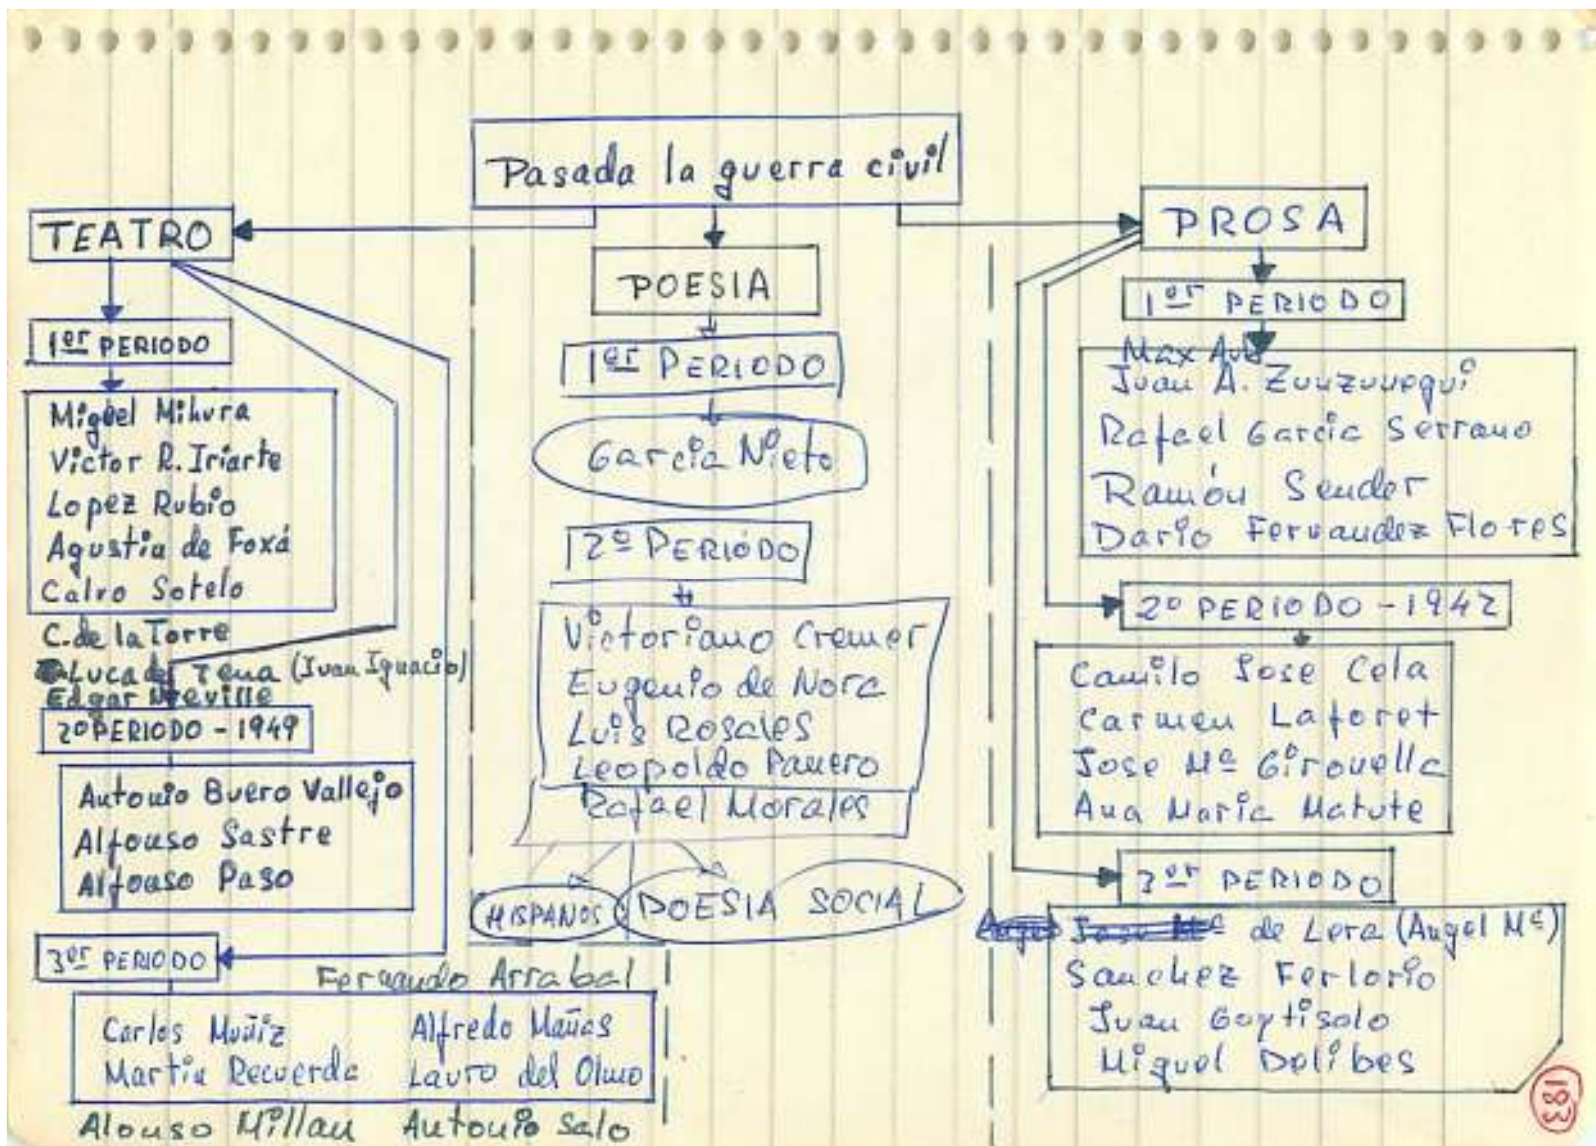 Pasada la guerra civil
TEATRO
1er PERIODO
Miguel Mihura
Victor R. Iriarte
Lopez Rubio
Agustin de Foxá
Calvo Sotelo
C. de la Torre
Luca de Tena (Juan Ignacio)
Edgar Neville
2º PERIODO - 1949
Antonio Buero Vallejo
Alfonso Sastre
Alfonso Paso
3er PERIODO
Fernando Arrabal
Carlos Muñiz Alfredo Mañas
Martin Recuerda Lauro del Olmo
Alonso Millan Antonio Salo
POESIA
1er PERIODO
Garcia Nieto
2º PERIODO
Victoriano Cremer
Eugenio de Nora
Luis Rosales
Leopoldo Panero
Rafael Morales
HISPANOS
POESIA SOCIAL
PROSA
1er PERIODO
Max Aub
Juan A. Zunzunegui
Rafael Garcia Serrano
Ramón Sender
Dario Fernandez Flores
2º PERIODO - 1942
Camilo Jose Cela
Carmen Laforet
Jose Mª Gironella
Ana Maria Matute
3er PERIODO
de Lera (Angel Mª)
Sanchez Ferlorio
Juan Goytisolo
Miguel Delibes
183